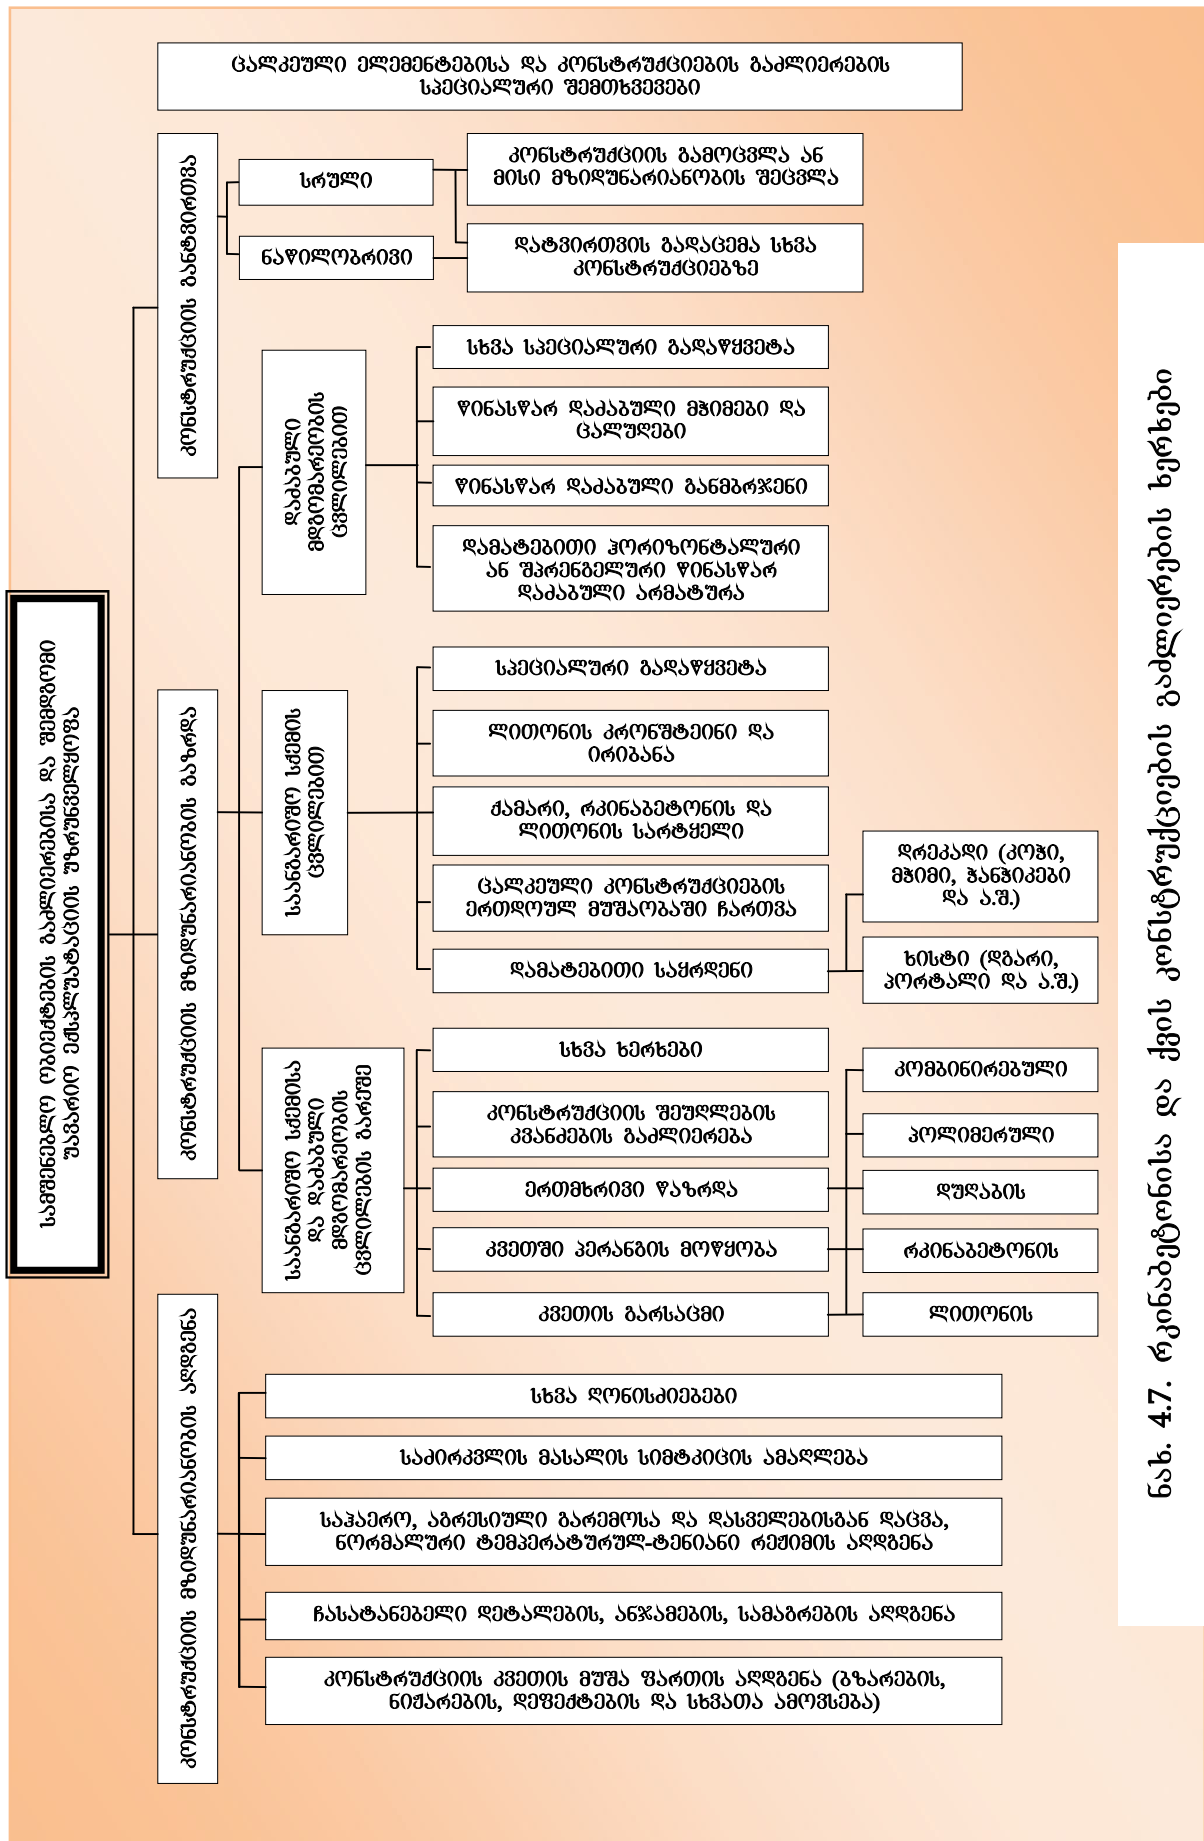 ცალკეული ელემენტებისა და კონსტრუქციების გაძლიერების
სპეციალური შემთხვევები
სამშენებლო ობიექტების გაძლიერებისა და შემდგომი
უავარიო ექსპლუატაციის უზრუნველყოფა
კონსტრუქციის განტვირთვა
სრული
ნაწილობრივი
კონსტრუქციის გამოცვლა ან
მისი მზიდუნარიანობის შეცვლა
დატვირთვის გადაცემა სხვა
კონსტრუქციებზე
კონსტრუქციის მზიდუნარიანობის გაზრდა
დაძაბული
მდგომარეობის
ცვლილებით
სხვა სპეციალური გადაწყვეტა
წინასწარ დაძაბული მჭიმები და
ცალუღები
წინასწარ დაძაბული განმბრჯენი
დამატებითი ჰორიზონტალური
ან შპრენგელური წინასწარ
დაძაბული არმატურა
საანგარიშო სქემის
ცვლილებით
სპეციალური გადაწყვეტა
ლითონის კრონშტეინი და
ირიბანა
ქამარი, რკინაბეტონის და
ლითონის სარტყელი
ცალკეული კონსტრუქციების
ერთდოულ მუშაობაში ჩართვა
დამატებითი საყრდენი
დრეკადი (კოჭი,
მჭიმი, ჭანჭიკები
და ა.შ.)
ხისტი (დგარი,
პორტალი და ა.შ.)
საანგარიშო სქემისა
და დაძაბული
მდგომარეობის
ცვლილების გარეშე
სხვა ხერხები
კონსტრუქციის შეუღლების
კვანძების გაძლიერება
ერთმხრივი წაზრდა
კვეთში პერანგის მოწყობა
კვეთის გარსაცმი
კომბინირებული
პოლიმერული
დუღაბის
რკინაბეტონის
ლითონის
კონსტრუქციის მზიდუნარიანობის აღდგენა
სხვა ღონისძიებები
საძირკვლის მასალის სიმტკიცის ამაღლება
საჰაერო, აგრესიული გარემოსა და დასველებისგან დაცვა,
ნორმალური ტემპერატურულ-ტენიანი რეჟიმის აღდგენა
ჩასატანებელი დეტალების, ანჯამების, სამაგრების აღდგენა
კონსტრუქციის კვეთის მუშა ფართის აღდგენა (ბზარების,
ნიჟარების, დეფექტების და სხვათა ამოვსება)
ნახ. 4.7. რკინაბეტონისა და ქვის კონსტრუქციების გაძლიერების ხერხები